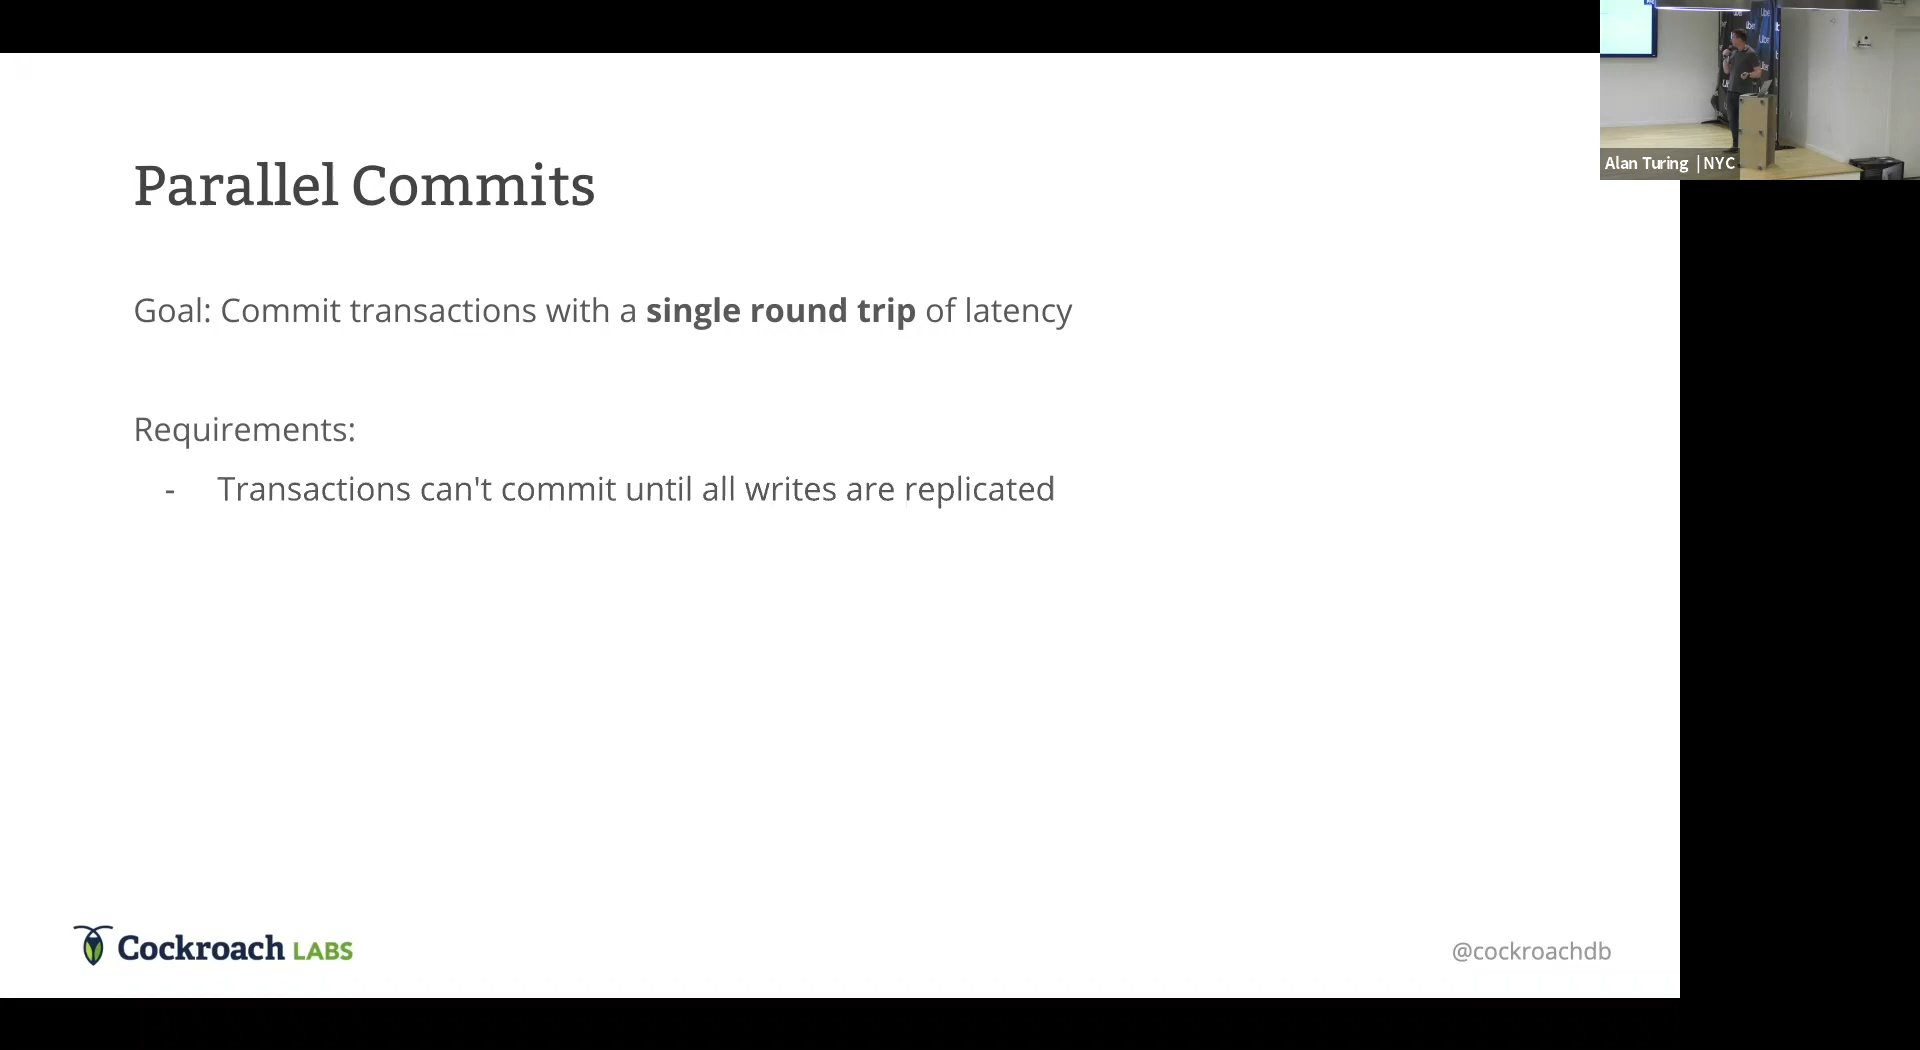 Parallel Commits
Goal: Commit transactions with a single round trip of latency
Requirements:
- Transactions can't commit until all writes are replicated
Cockroach LABS
@cockroachdb
Uber
Alan Turing | NYC